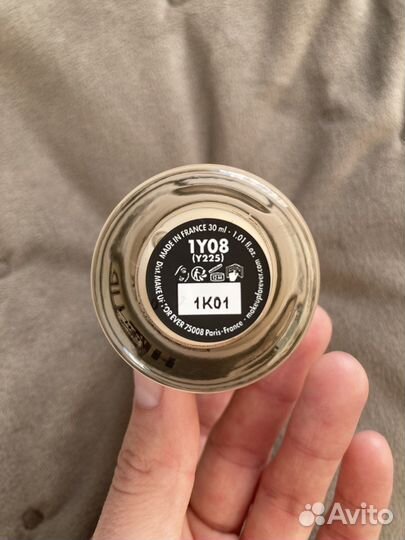 MADE IN FRANCE 30 ml - 1.01 fl.oz.
1Y08
(Y225)
12 M
1K01
Dist. MAKE UP FOR EVER 75008 Paris-France - makeupforever.com
Avito